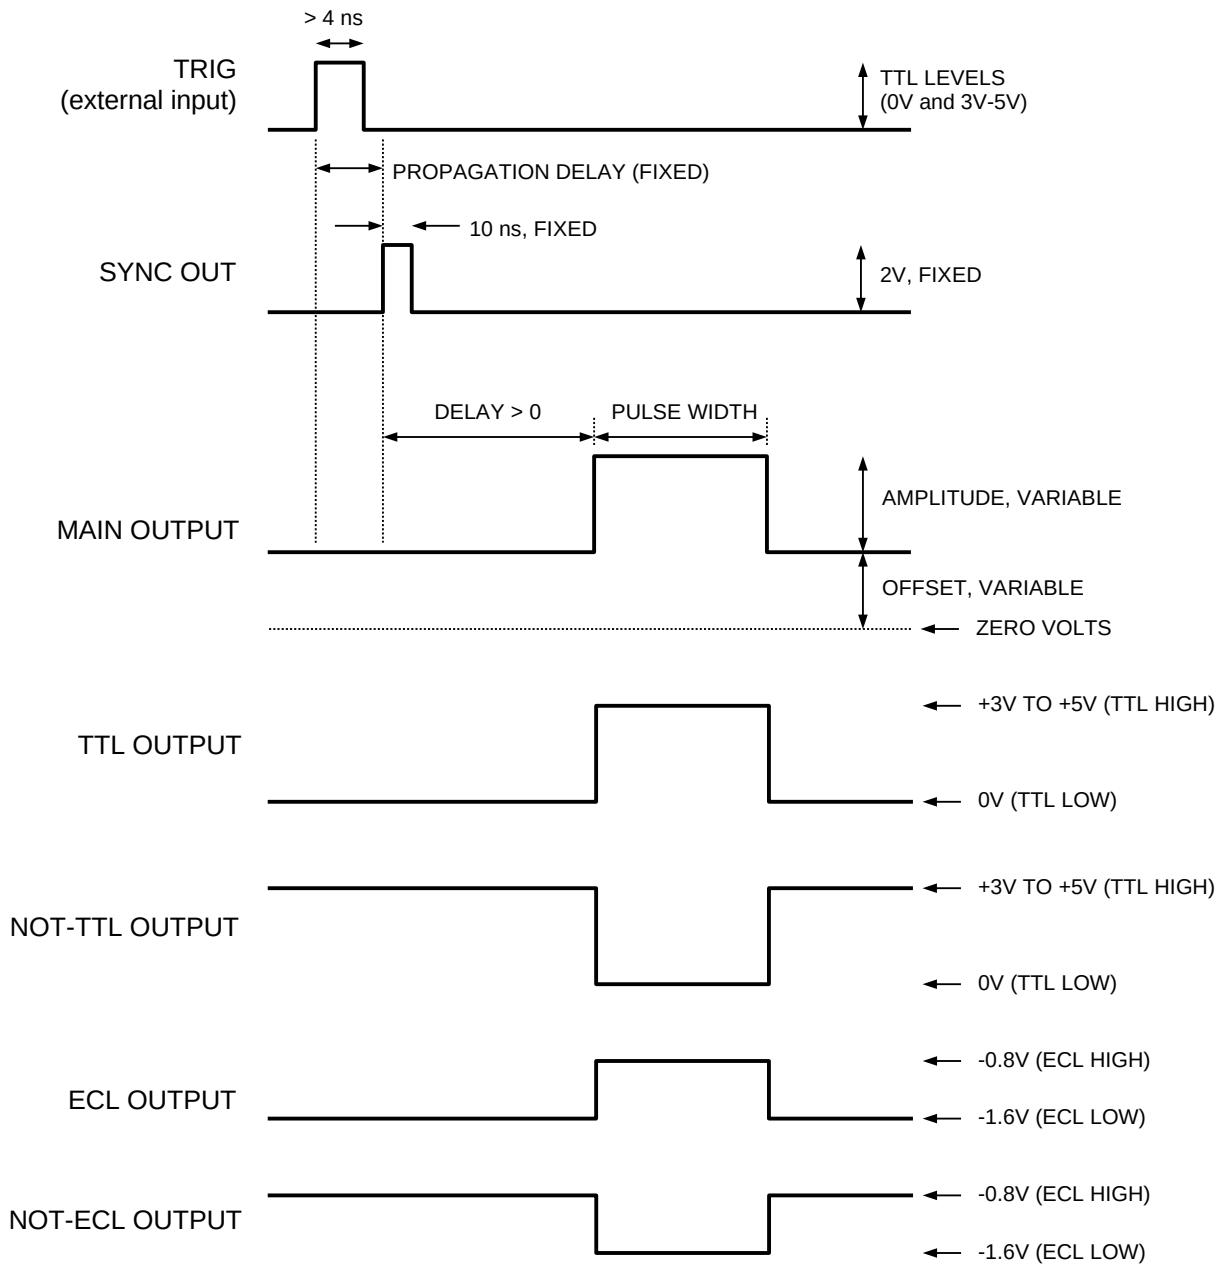 > 4 ns
TRIG
(external input)
TTL LEVELS
(0V and 3V-5V)
PROPAGATION DELAY (FIXED)
10 ns, FIXED
SYNC OUT
2V, FIXED
DELAY > 0
PULSE WIDTH
MAIN OUTPUT
AMPLITUDE, VARIABLE
OFFSET, VARIABLE
ZERO VOLTS
+3V TO +5V (TTL HIGH)
TTL OUTPUT
0V (TTL LOW)
+3V TO +5V (TTL HIGH)
NOT-TTL OUTPUT
0V (TTL LOW)
-0.8V (ECL HIGH)
ECL OUTPUT
-1.6V (ECL LOW)
-0.8V (ECL HIGH)
NOT-ECL OUTPUT
-1.6V (ECL LOW)